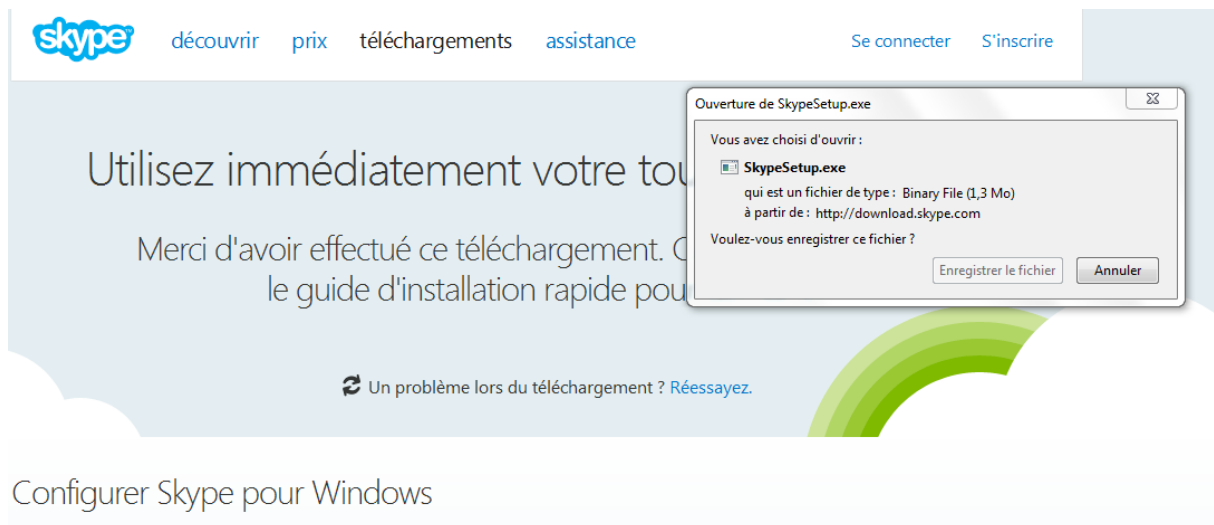 skype
découvrir prix téléchargements assistance Se connecter S'inscrire
Ouverture de SkypeSetup.exe
Vous avez choisi d'ouvrir :
SkypeSetup.exe
qui est un fichier de type : Binary File (1,3 Mo)
à partir de : http://download.skype.com
Voulez-vous enregistrer ce fichier ?
Enregistrer le fichier Annuler
Utilisez immédiatement votre tou
Merci d'avoir effectué ce téléchargement. C
le guide d'installation rapide pou
Un problème lors du téléchargement ? Réessayez.
Configurer Skype pour Windows